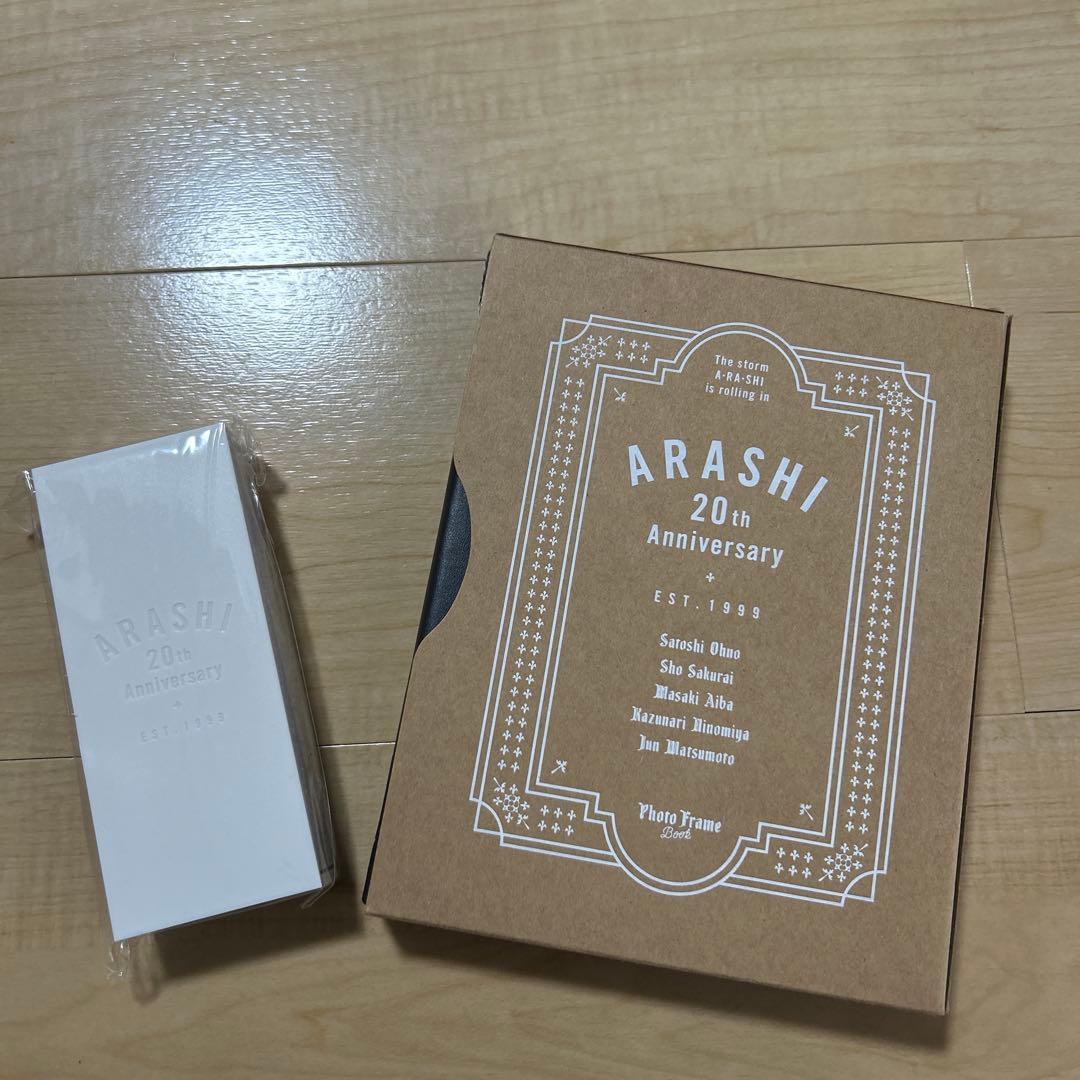 ARASHI
20th
Anniversary
EST.1999
The storm
A·RA·SHI
is rolling in
ARASHI
20th
Anniversary
EST.1999
Satoshi Ohno
Sho Sakurai
Masaki Aiba
Kazunari Ninomiya
Jun Matsumoto
Photo Frame
Book